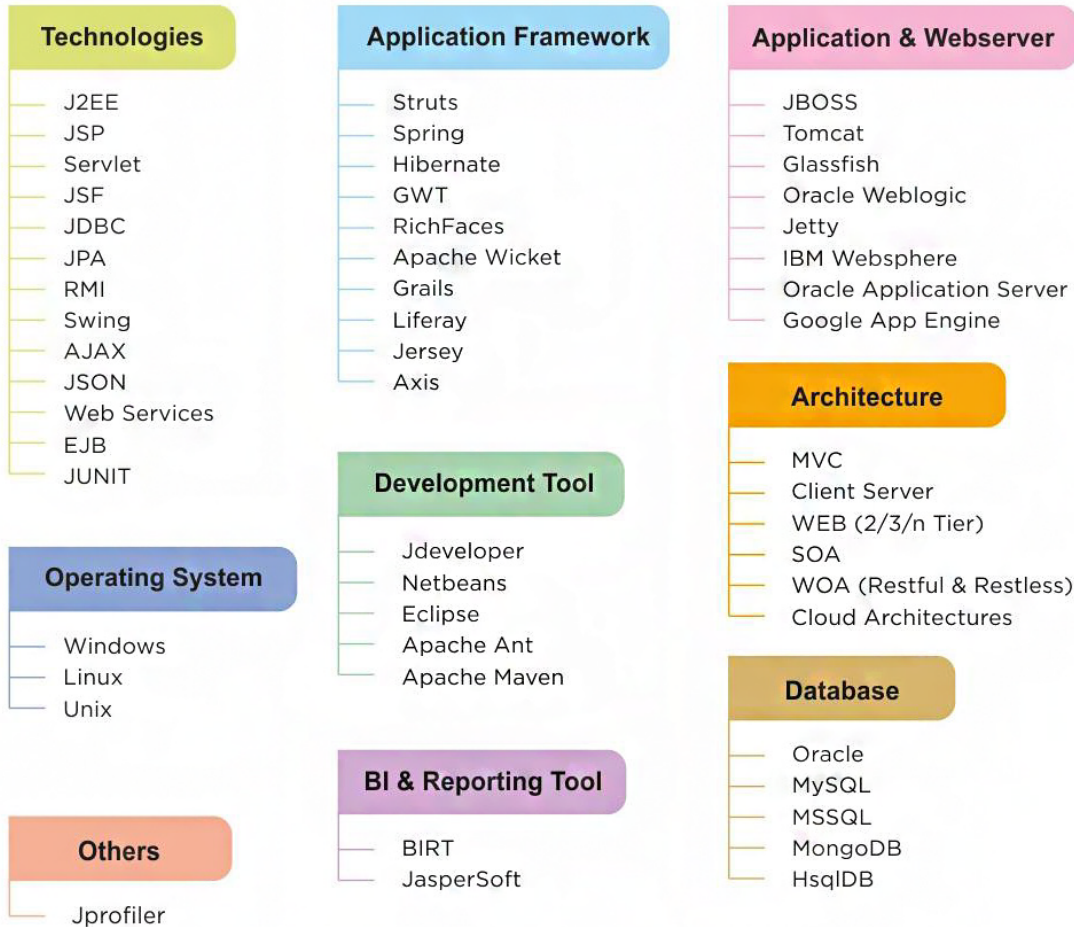 Technologies
J2EE
JSP
Servlet
JSF
JDBC
JPA
RMI
Swing
AJAX
JSON
Web Services
EJB
JUNIT
Operating System
Windows
Linux
Unix
Others
Jprofiler
Application Framework
Struts
Spring
Hibernate
GWT
RichFaces
Apache Wicket
Grails
Liferay
Jersey
Axis
Development Tool
Jdeveloper
Netbeans
Eclipse
Apache Ant
Apache Maven
BI & Reporting Tool
BIRT
JasperSoft
Application & Webserver
JBOSS
Tomcat
Glassfish
Oracle Weblogic
Jetty
IBM Websphere
Oracle Application Server
Google App Engine
Architecture
MVC
Client Server
WEB (2/3/n Tier)
SOA
WOA (Restful & Restless)
Cloud Architectures
Database
Oracle
MySQL
MSSQL
MongoDB
HsqlDB